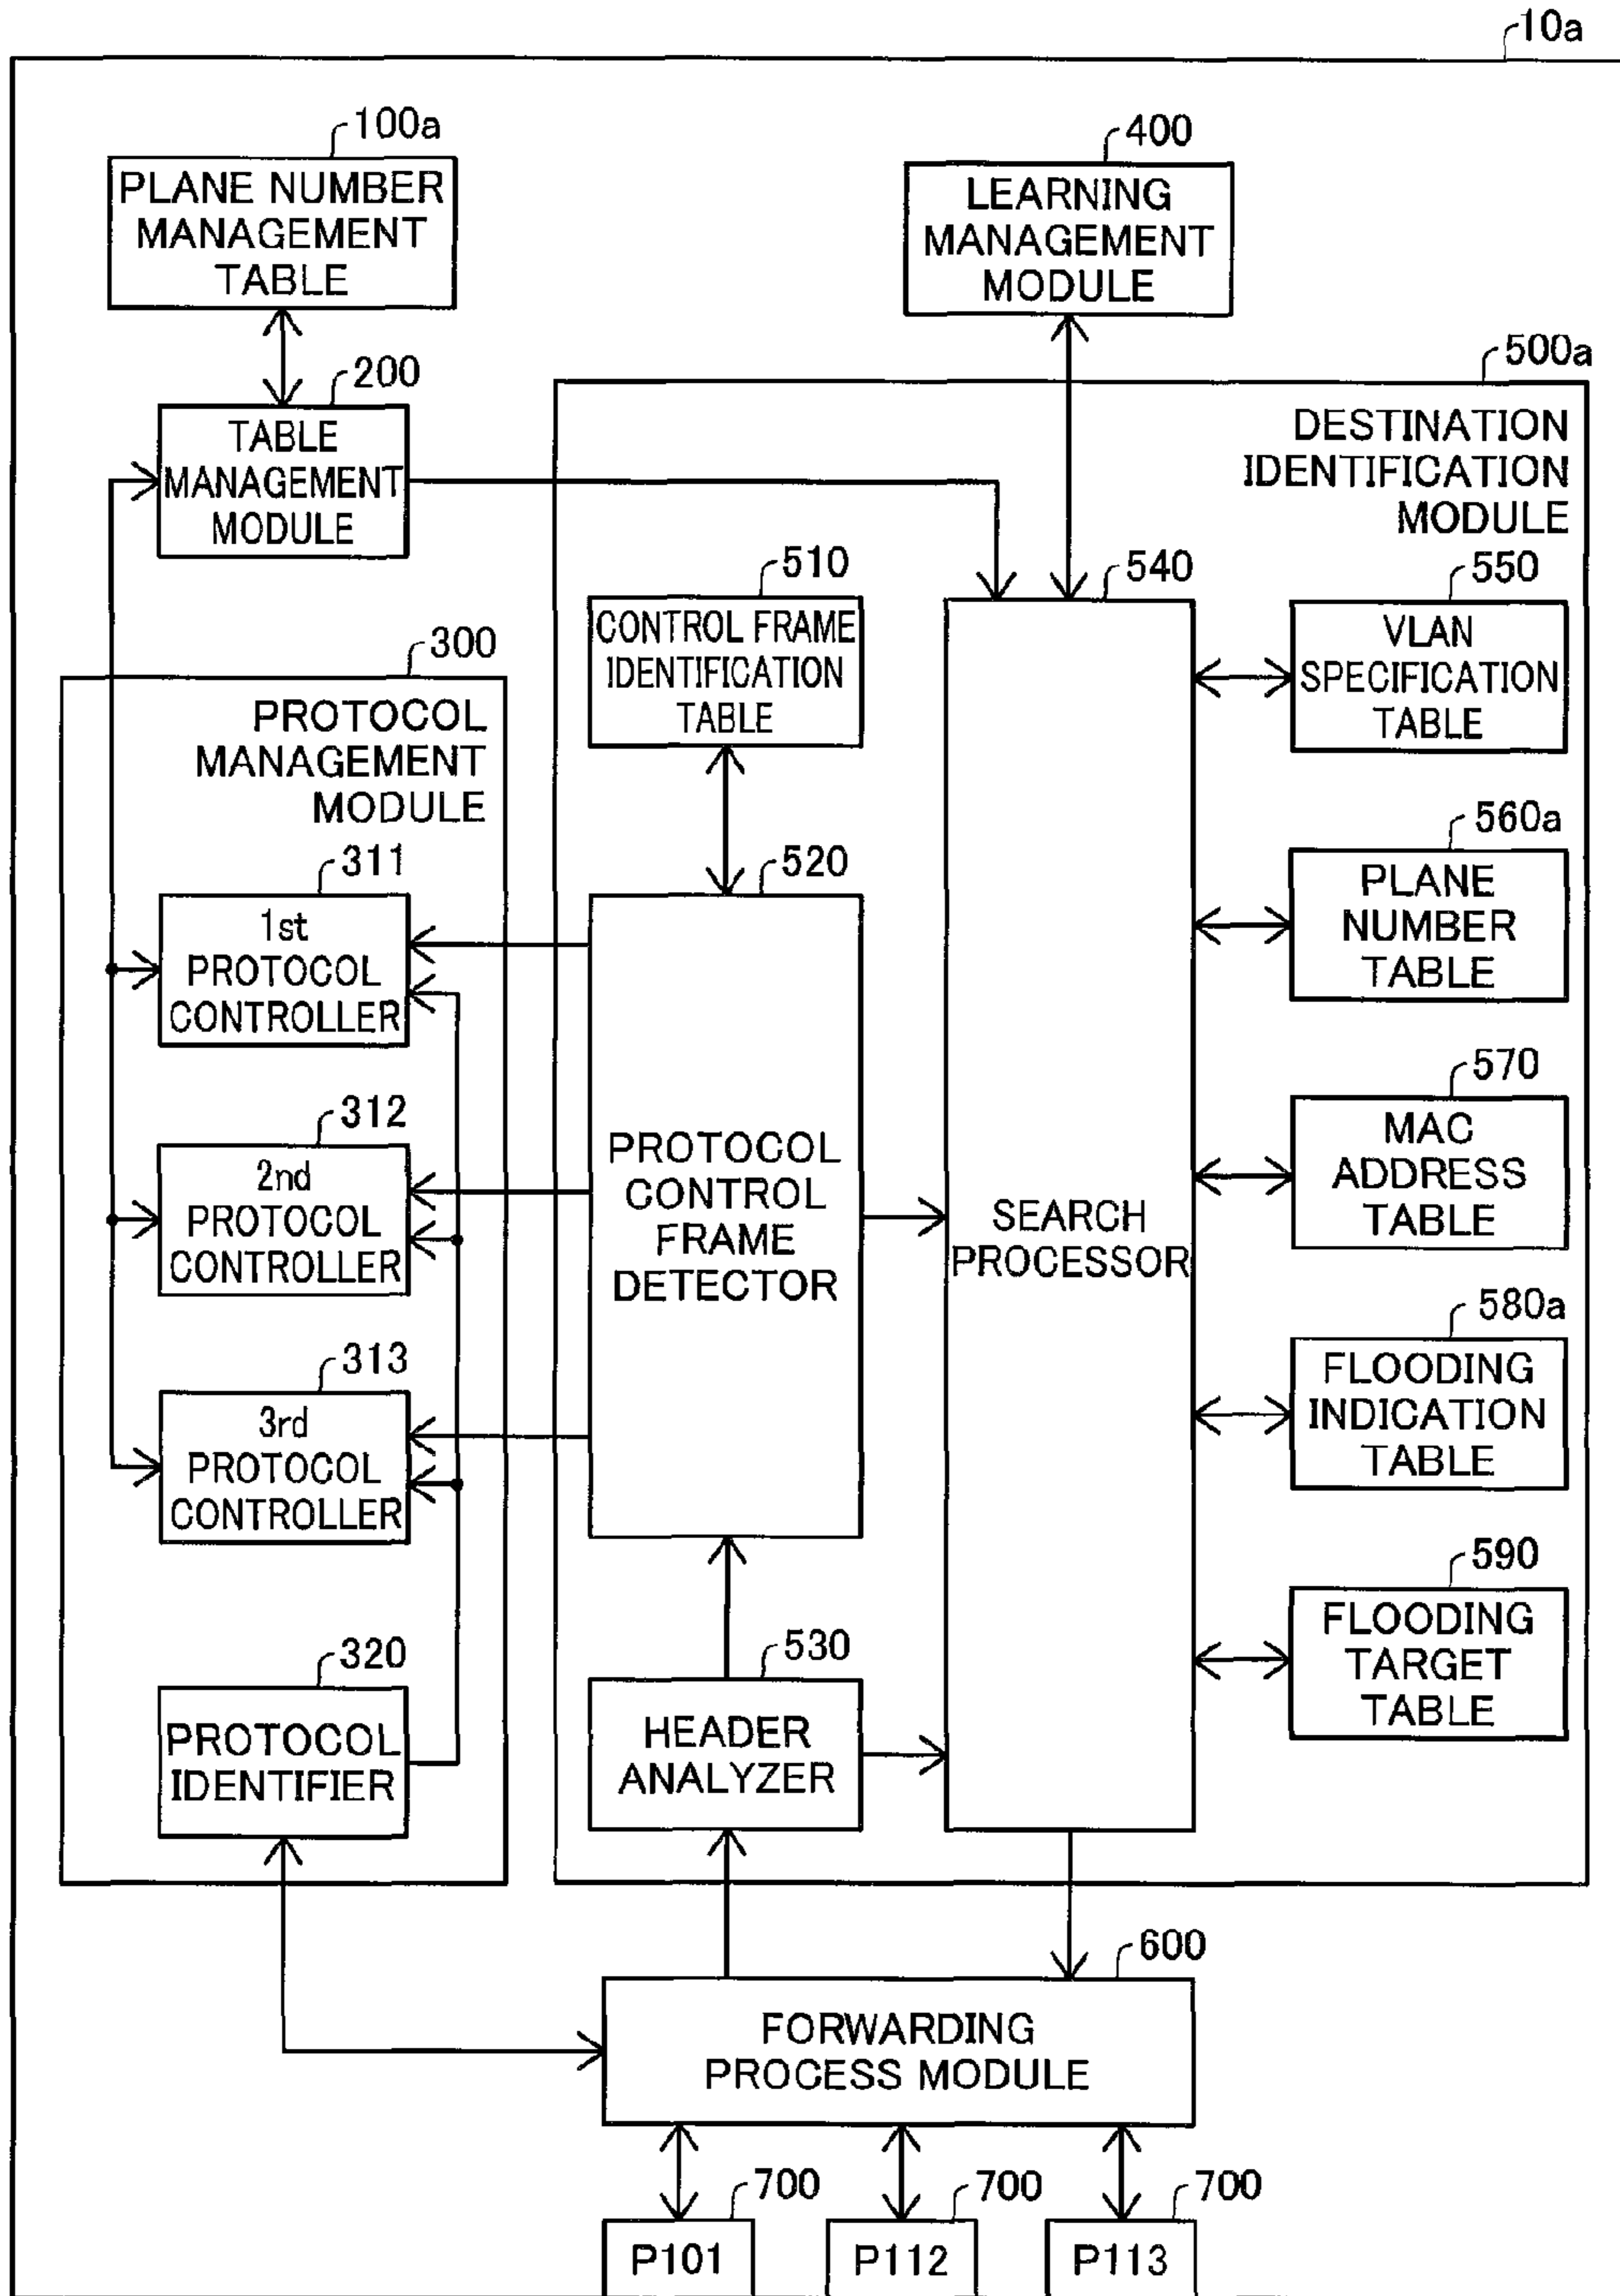 10a
100a
PLANE NUMBER
MANAGEMENT
TABLE
400
LEARNING
MANAGEMENT
MODULE
200
TABLE
MANAGEMENT
MODULE
500a
DESTINATION
IDENTIFICATION
MODULE
510
CONTROL FRAME
IDENTIFICATION
TABLE
540
SEARCH
PROCESSOR
550
VLAN
SPECIFICATION
TABLE
300
PROTOCOL
MANAGEMENT
MODULE
311
1st
PROTOCOL
CONTROLLER
520
PROTOCOL
CONTROL
FRAME
DETECTOR
560a
PLANE
NUMBER
TABLE
312
2nd
PROTOCOL
CONTROLLER
570
MAC
ADDRESS
TABLE
313
3rd
PROTOCOL
CONTROLLER
580a
FLOODING
INDICATION
TABLE
320
PROTOCOL
IDENTIFIER
530
HEADER
ANALYZER
590
FLOODING
TARGET
TABLE
600
FORWARDING
PROCESS MODULE
700
P101
700
P112
700
P113